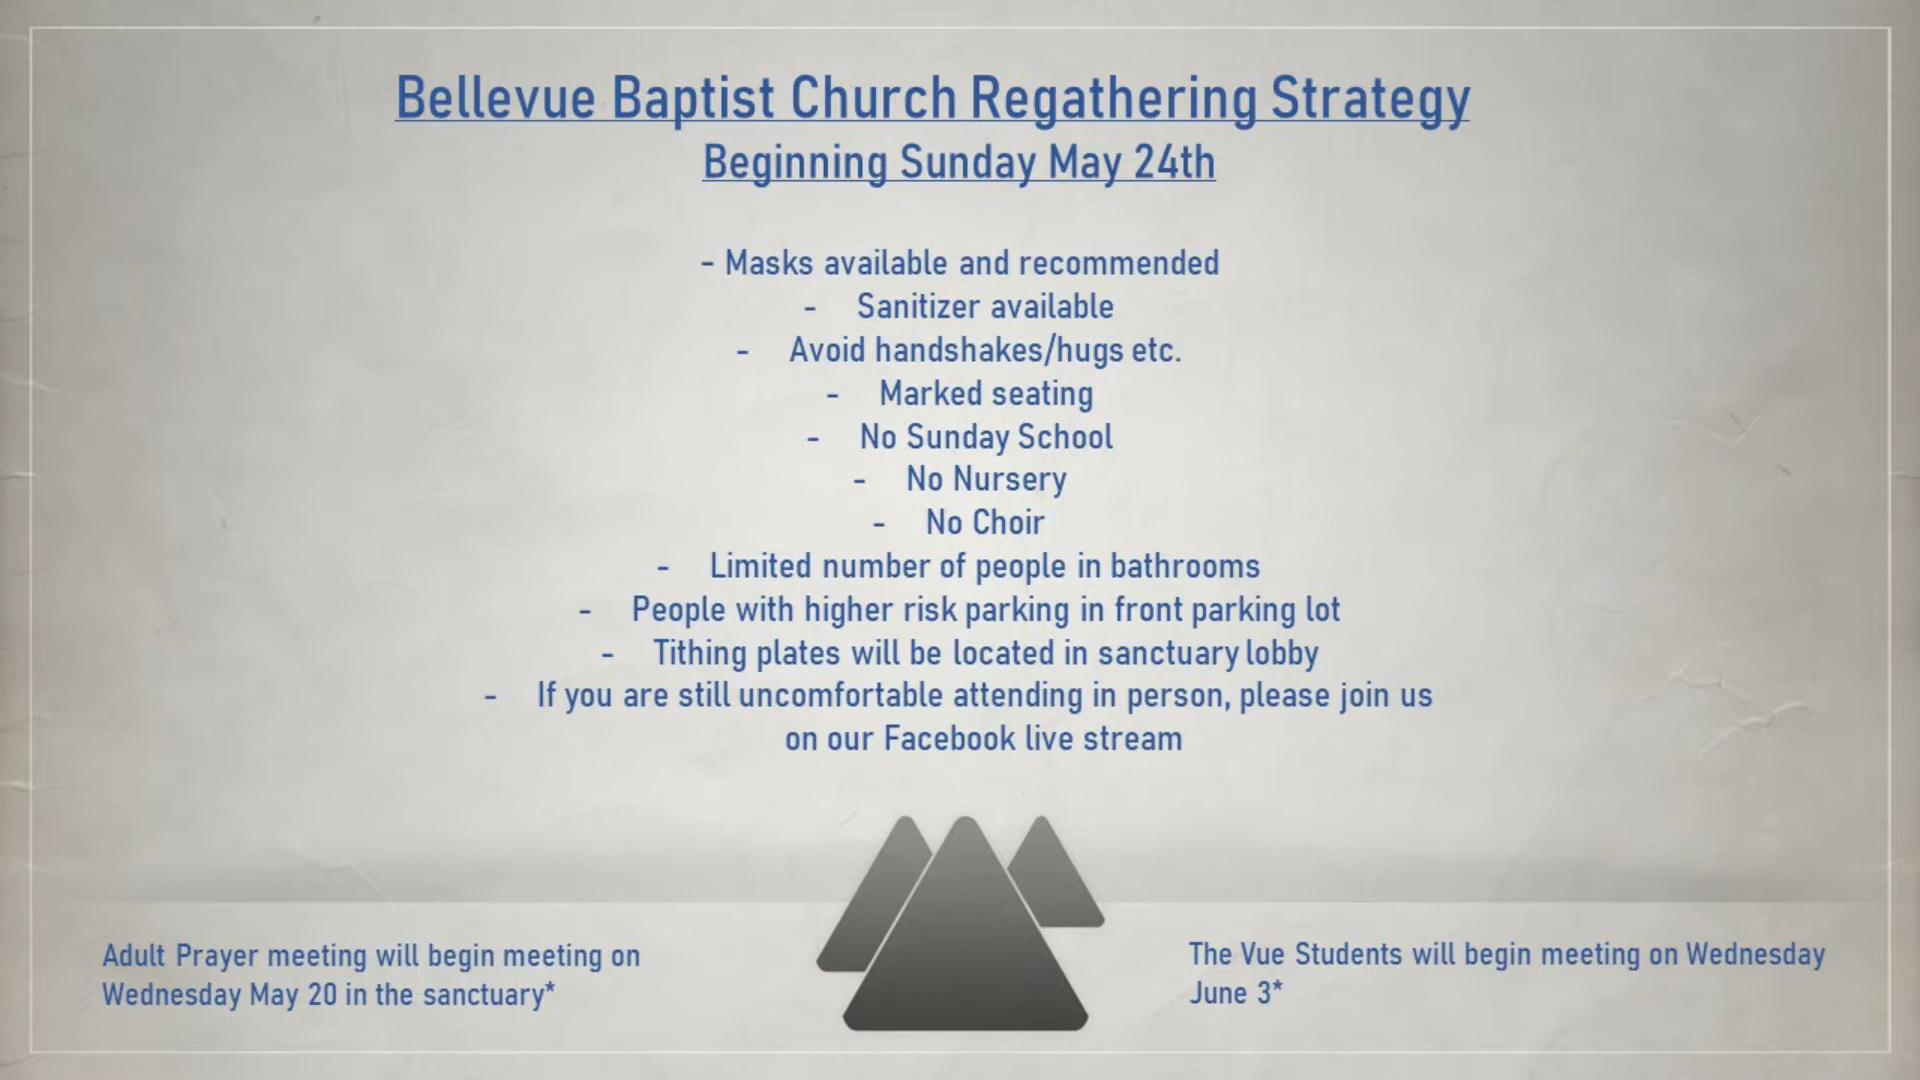 Bellevue Baptist Church Regathering Strategy
Beginning Sunday May 24th
- Masks available and recommended
- Sanitizer available
- Avoid handshakes/hugs etc.
- Marked seating
- No Sunday School
- No Nursery
- No Choir
- Limited number of people in bathrooms
- People with higher risk parking in front parking lot
- Tithing plates will be located in sanctuary lobby
- If you are still uncomfortable attending in person, please join us
on our Facebook live stream
Adult Prayer meeting will begin meeting on
Wednesday May 20 in the sanctuary*
The Vue Students will begin meeting on Wednesday
June 3*